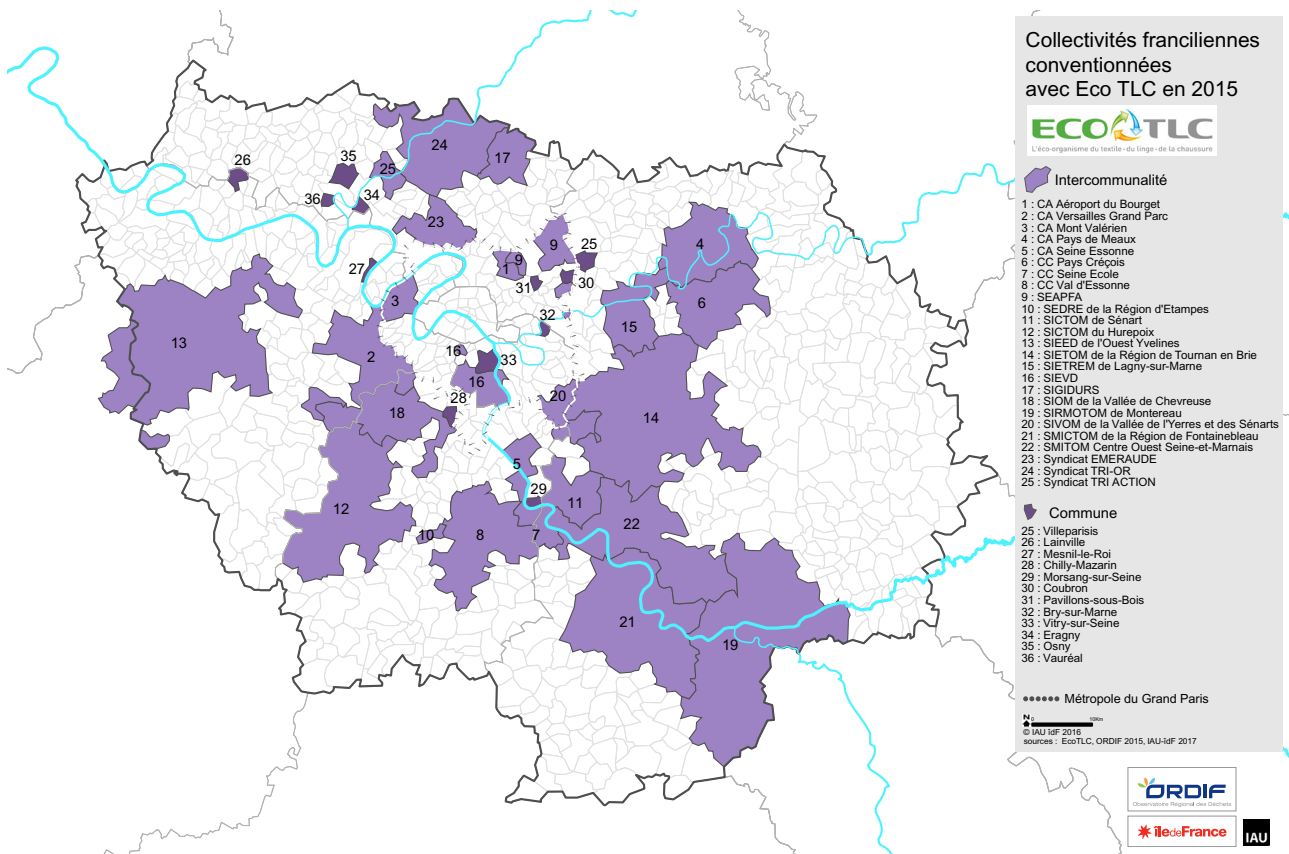 Collectivités franciliennes
conventionnées
avec Eco TLC en 2015
ECO TLC
L'éco-organisme du textile - du linge - de la chaussure
Intercommunalité
1 : CA Aéroport du Bourget
2 : CA Versailles Grand Parc
3 : CA Mont Valérien
4 : CA Pays de Meaux
5 : CA Seine Essonne
6 : CC Pays Créçois
7 : CC Seine Ecole
8 : CC Val d'Essonne
9 : SEAPFA
10 : SEDRE de la Région d'Etampes
11 : SICTOM de Sénart
12 : SICTOM du Hurepoix
13 : SIEED de l'Ouest Yvelines
14 : SIETOM de la Région de Tournan en Brie
15 : SIETREM de Lagny-sur-Marne
16 : SIEVD
17 : SIGIDURS
18 : SIOM de la Vallée de Chevreuse
19 : SIRMOTOM de Montereau
20 : SIVOM de la Vallée de l'Yerres et des Sénarts
21 : SMICTOM de la Région de Fontainebleau
22 : SMITOM Centre Ouest Seine-et-Marnais
23 : Syndicat EMERAUDE
24 : Syndicat TRI-OR
25 : Syndicat TRI ACTION
Commune
25 : Villeparisis
26 : Lainville
27 : Mesnil-le-Roi
28 : Chilly-Mazarin
29 : Morsang-sur-Seine
30 : Coubron
31 : Pavillons-sous-Bois
32 : Bry-sur-Marne
33 : Vitry-sur-Seine
34 : Eragny
35 : Osny
36 : Vauréal
Métropole du Grand Paris
N 0 10Km
© IAU îdF 2016
sources : EcoTLC, ORDIF 2015, IAU-îdF 2017
ORDIF
Observatoire Régional des Déchets
îledeFrance
IAU
24
17
35
26
25
34
36
23
9
25
4
9
1
27
31
30
3
6
32
15
13
16
33
2
16
28
20
18
14
5
29
11
12
22
10
8
7
21
19